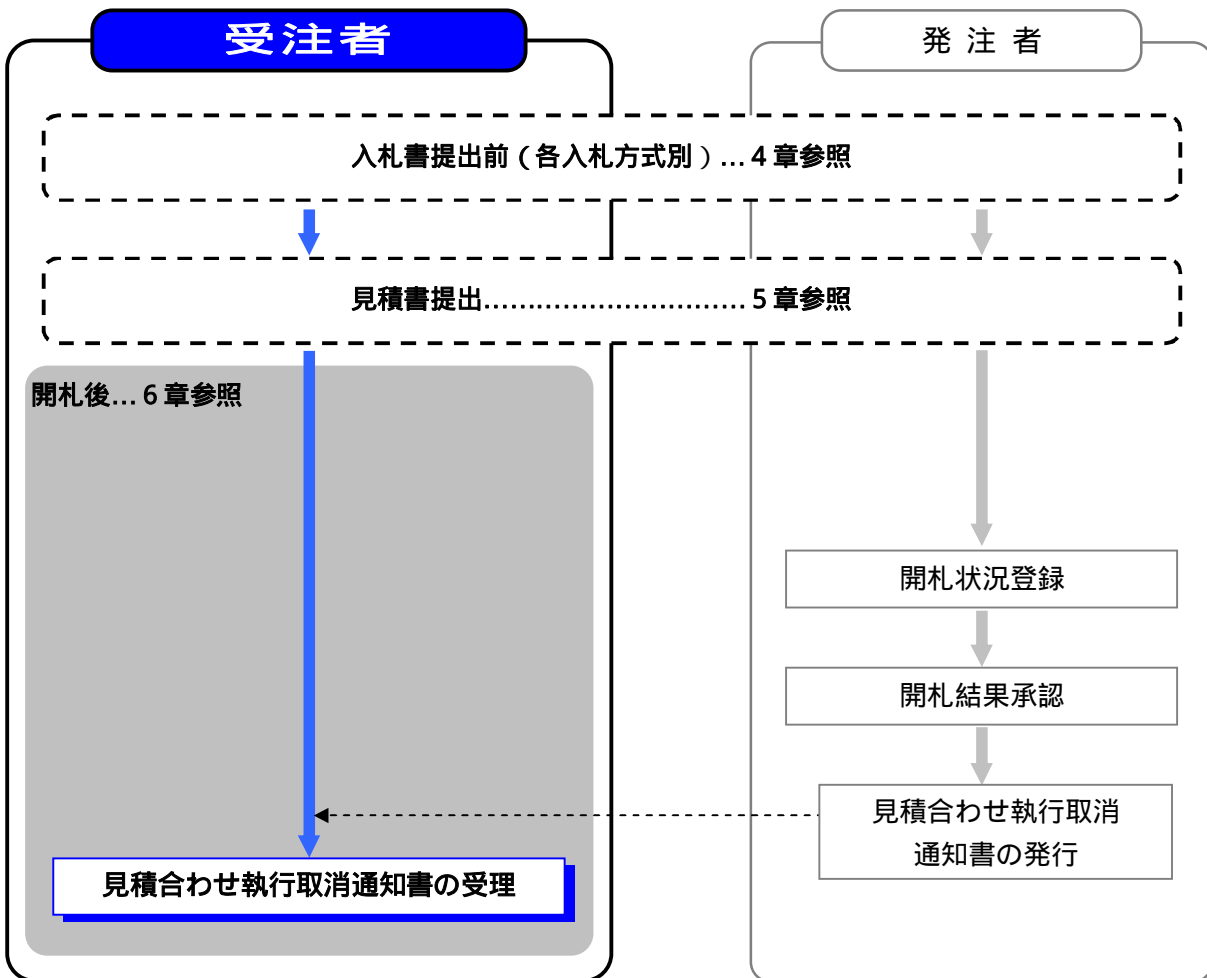 受注者
発 注 者
入札書提出前（各入札方式別）…４章参照
見積書提出…………………………５章参照
開札後…６章参照
開札状況登録
開札結果承認
見積合わせ執行取消
通知書の発行
見積合わせ執行取消通知書の受理